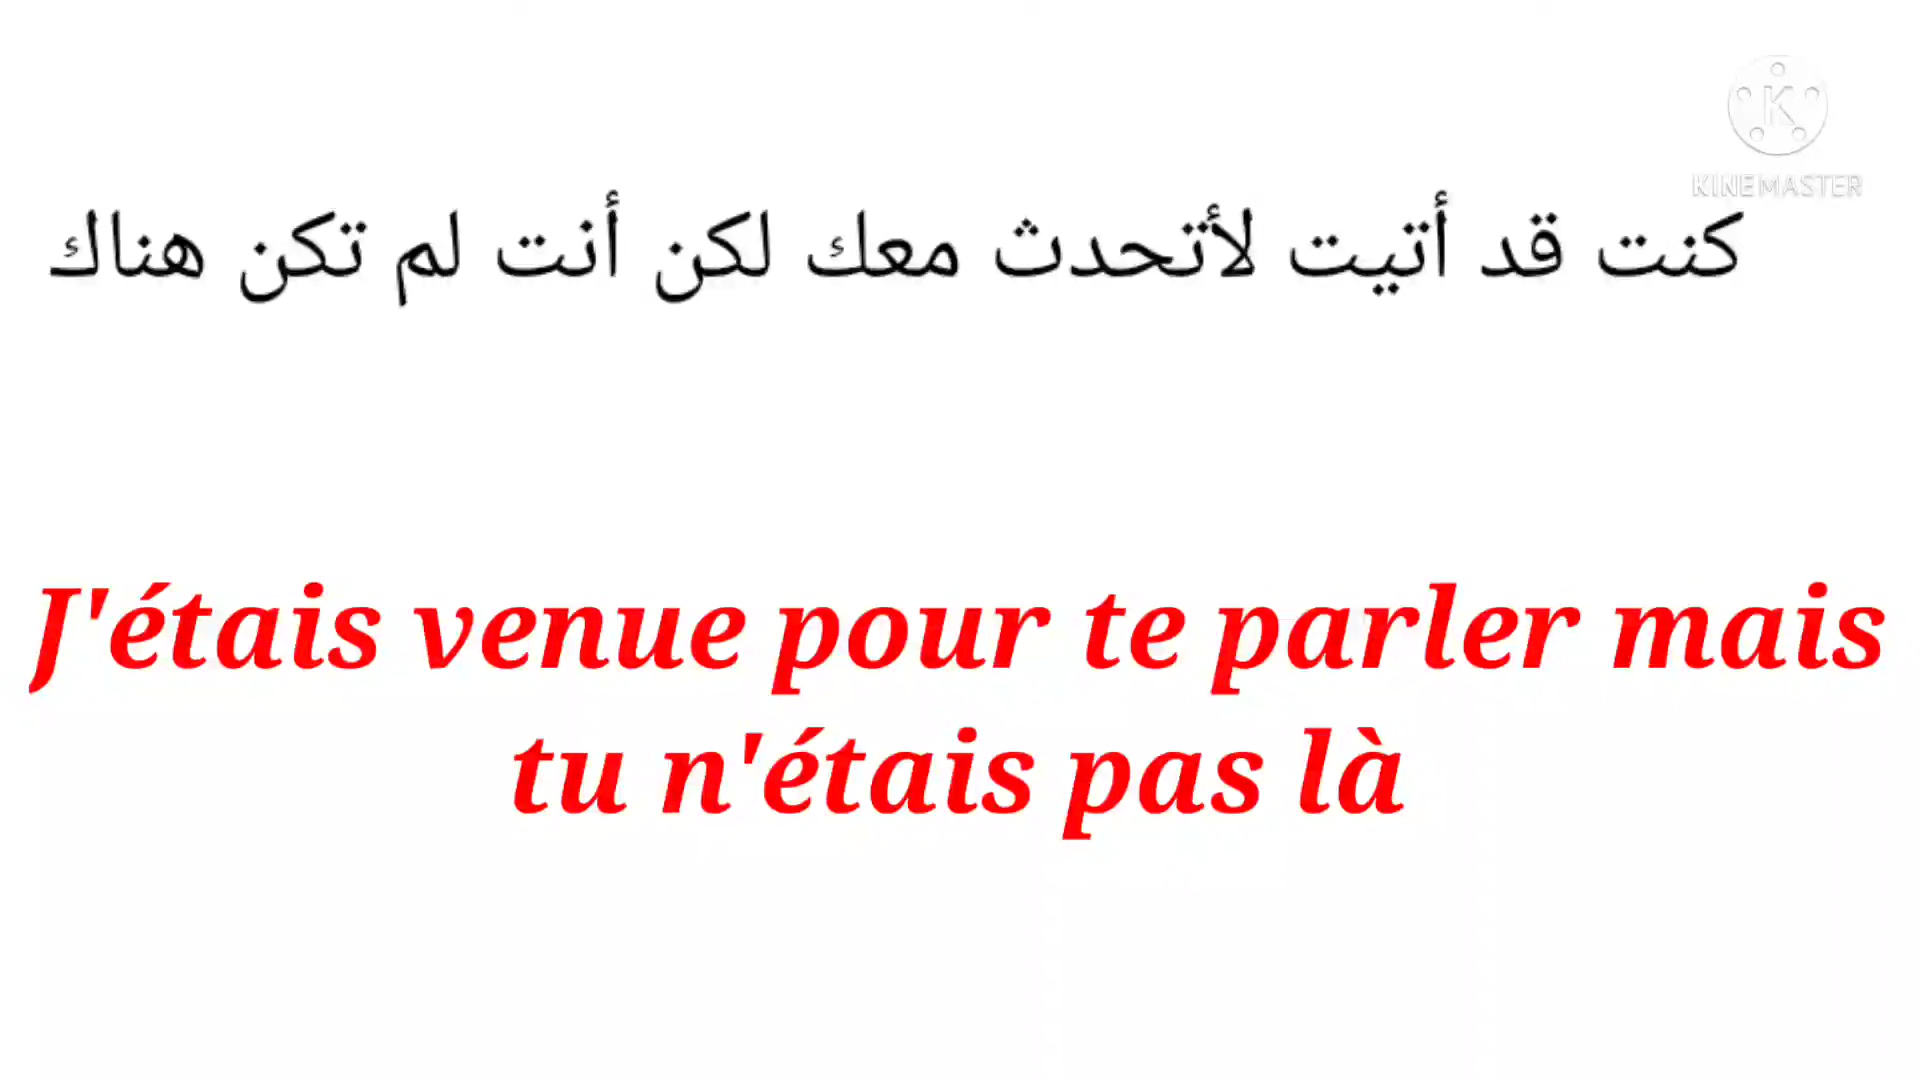 KINEMASTER
كنت قد أتيت لأتحدث معك لكن أنت لم تكن هناك
J'étais venue pour te parler mais
tu n'étais pas là